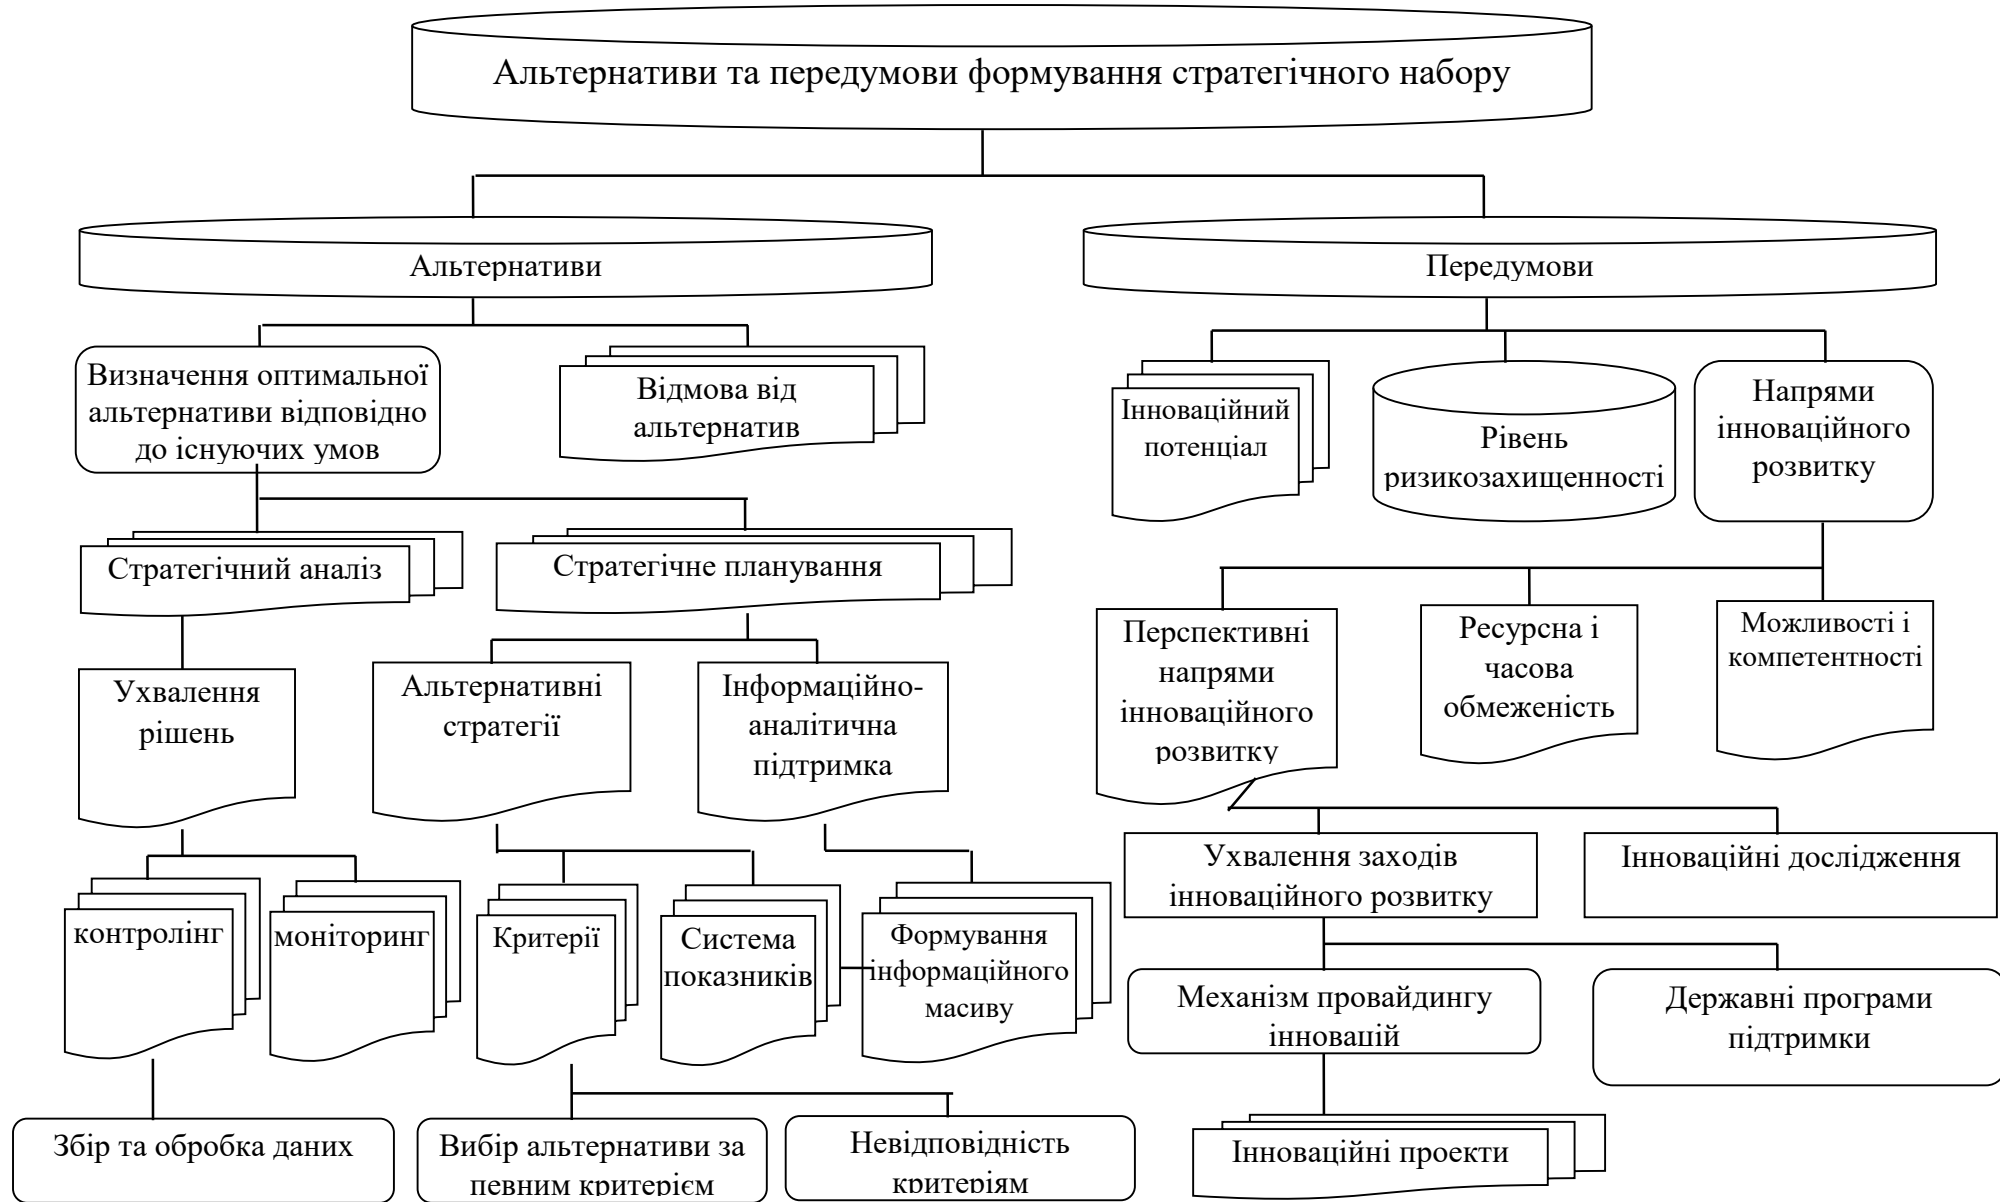 Альтернативи та передумови формування стратегічного набору
Альтернативи
Передумови
Визначення оптимальної
альтернативи відповідно
до існуючих умов
Відмова від
альтернатив
Інноваційний
потенціал
Рівень
ризикозахищенності
Напрями
інноваційного
розвитку
Стратегічний аналіз
Стратегічне планування
Ухвалення
рішень
Альтернативні
стратегії
Інформаційно-
аналітична
підтримка
Перспективні
напрями
інноваційного
розвитку
Ресурсна і
часова
обмеженість
Можливості і
компетентності
Ухвалення заходів
інноваційного розвитку
Інноваційні дослідження
контролінг
моніторинг
Критерії
Система
показників
Формування
інформаційного
масиву
Механізм провайдингу
інновацій
Державні програми
підтримки
Збір та обробка даних
Вибір альтернативи за
певним критерієм
Невідповідність
критеріям
Інноваційні проекти